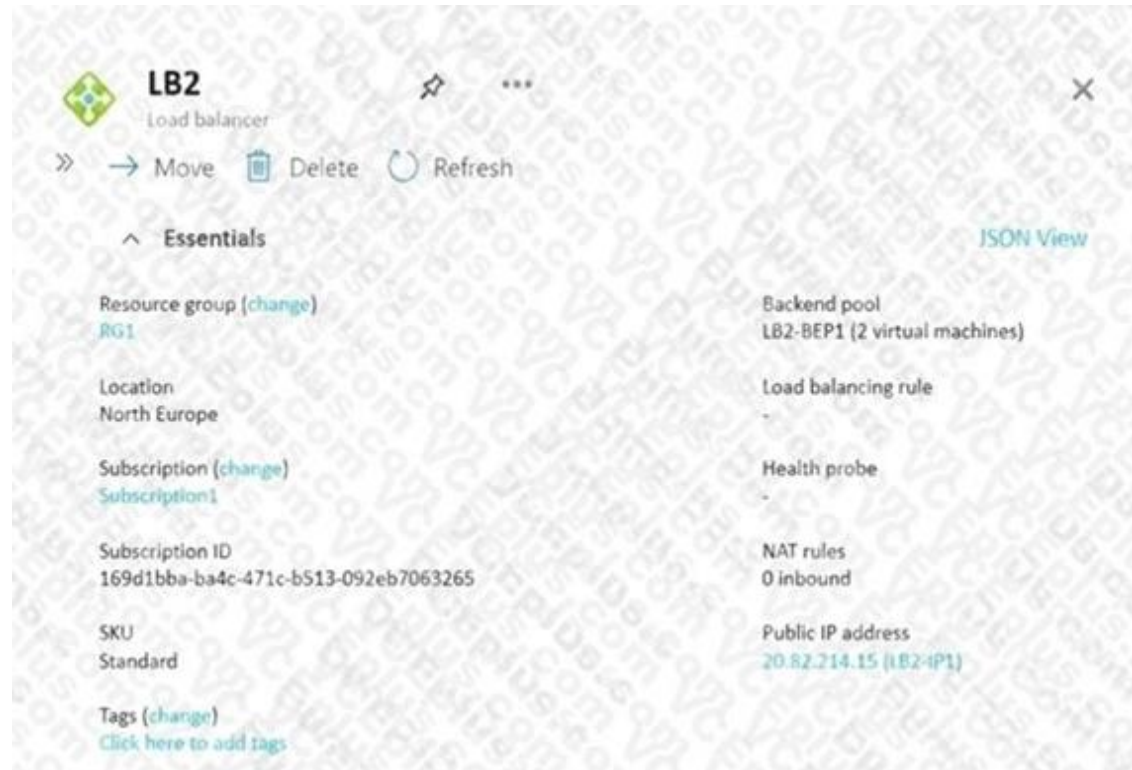 LB2
Load balancer
Move Delete Refresh
Essentials
JSON View
Resource group (change)
RG1
Location
North Europe
Subscription (change)
Subscription1
Subscription ID
169d1bba-ba4c-471c-b513-092eb7063265
SKU
Standard
Tags (change)
Click here to add tags
Backend pool
LB2-BEP1 (2 virtual machines)
Load balancing rule
-
Health probe
-
NAT rules
0 inbound
Public IP address
20.82.214.15 (LB2-IP1)